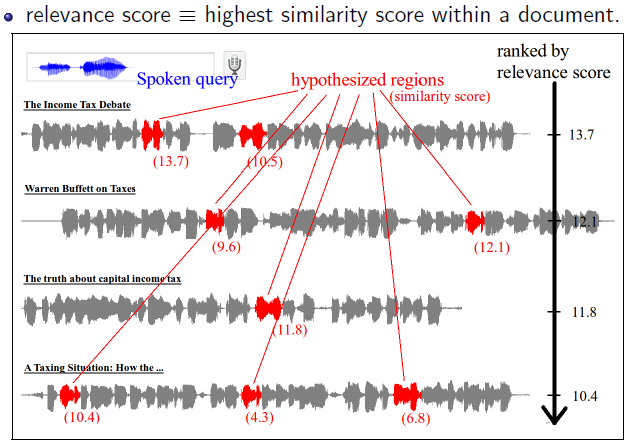 relevance score ≡ highest similarity score within a document.
Spoken query
hypothesized regions
(similarity score)
ranked by
relevance score
The Income Tax Debate
(13.7)
(10.5)
13.7
Warren Buffett on Taxes
(9.6)
(12.1)
12.1
The truth about capital income tax
(11.8)
11.8
A Taxing Situation: How the ...
(10.4)
(4.3)
(6.8)
10.4